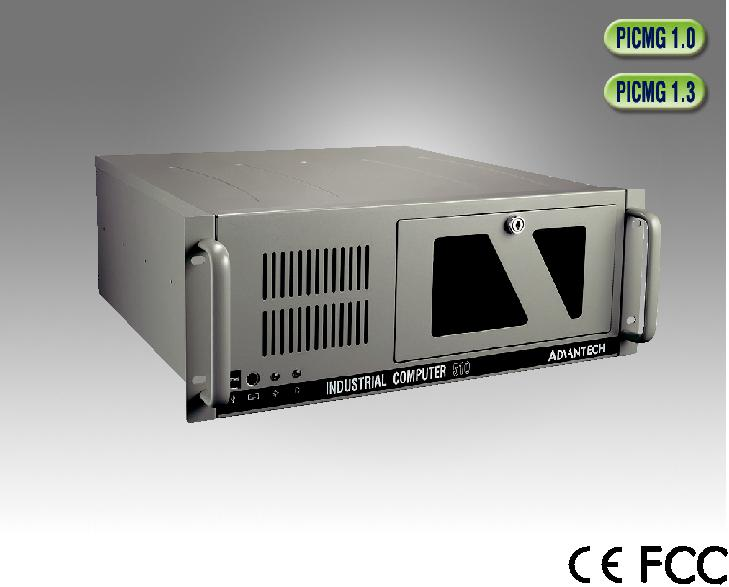 PICMG 1.0
PICMG 1.3
ADVANTECH
INDUSTRIAL COMPUTER 510
CE FCC